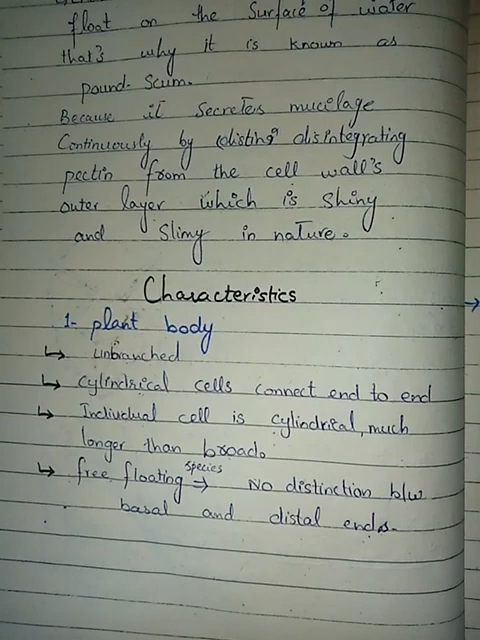 float on the Surface of water
that's why it is known as
pound-Scum.
Because it Secretes mucelage
Continuously by (disting) disintegrating
pectin from the cell wall's
outer layer which is Shiny
and Slimy in nature.
Characteristics
1- plant body
↳ unbranched
↳ Cylindrical cells connect end to end
↳ Individual cell is cylindrical, much
longer than broad.
species
↳ free floating → No distinction b/w
basal and distal ends.